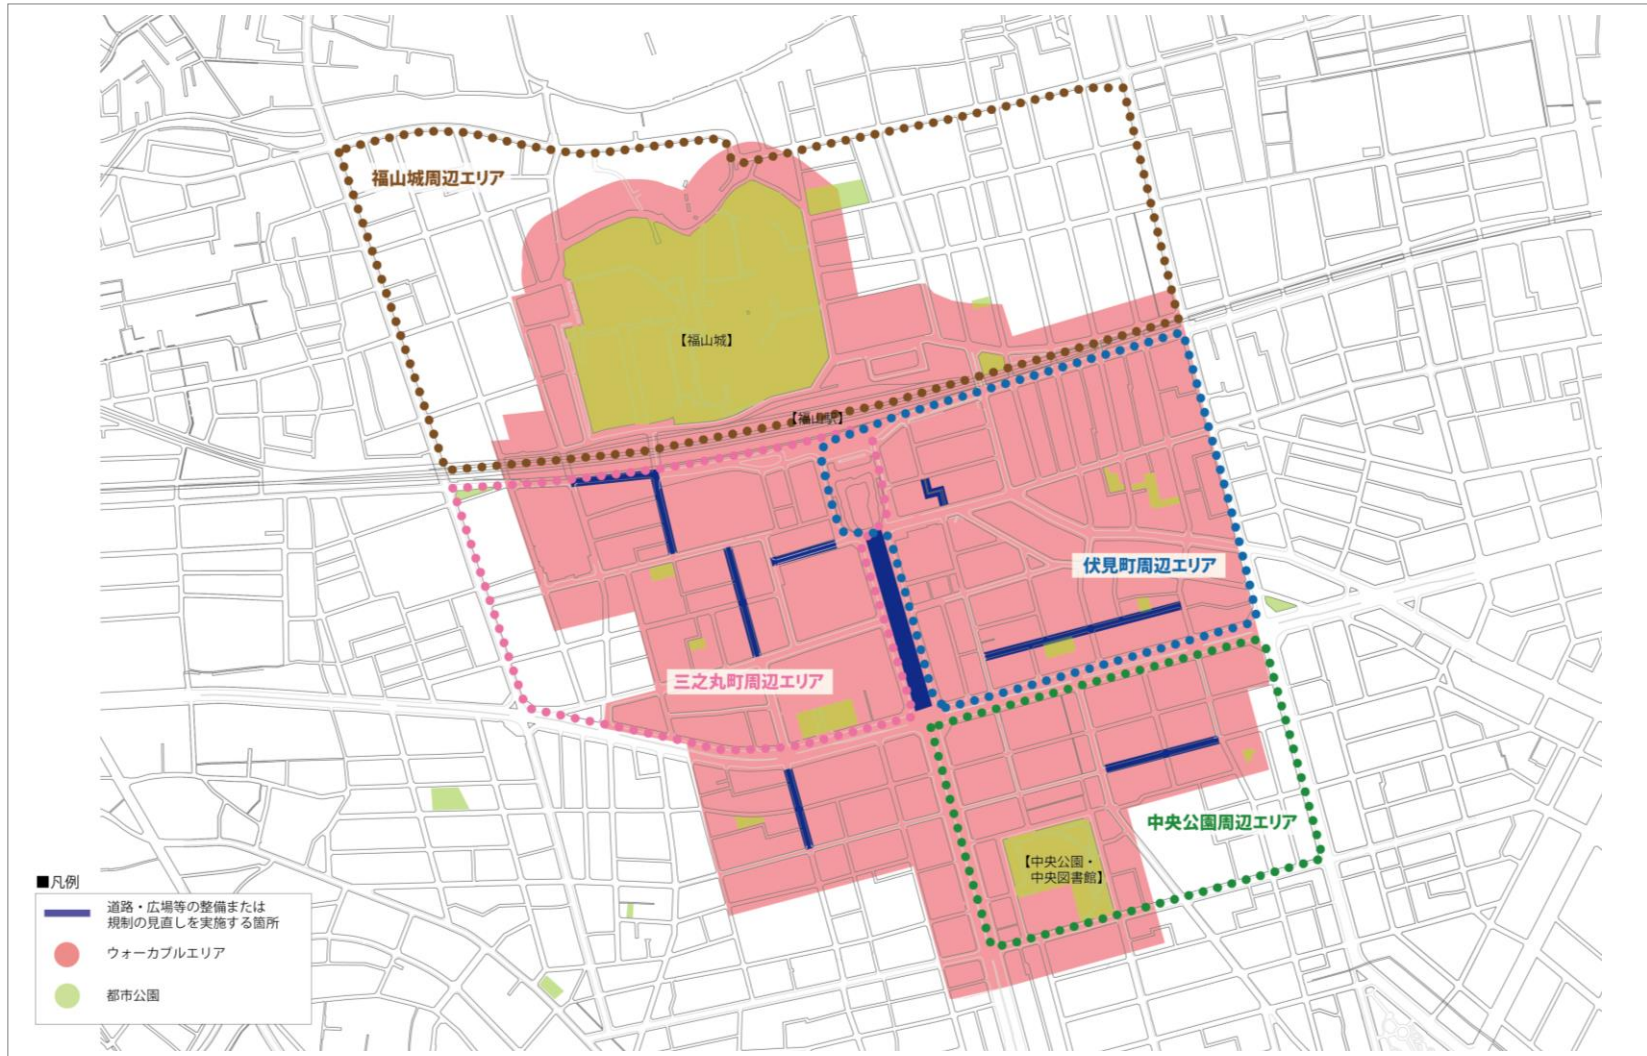 福山城周辺エリア
【福山城】
【福山駅】
伏見町周辺エリア
三之丸町周辺エリア
中央公園周辺エリア
【中央公園・
中央図書館】
■凡例
道路・広場等の整備または
規制の見直しを実施する箇所
ウォーカブルエリア
都市公園